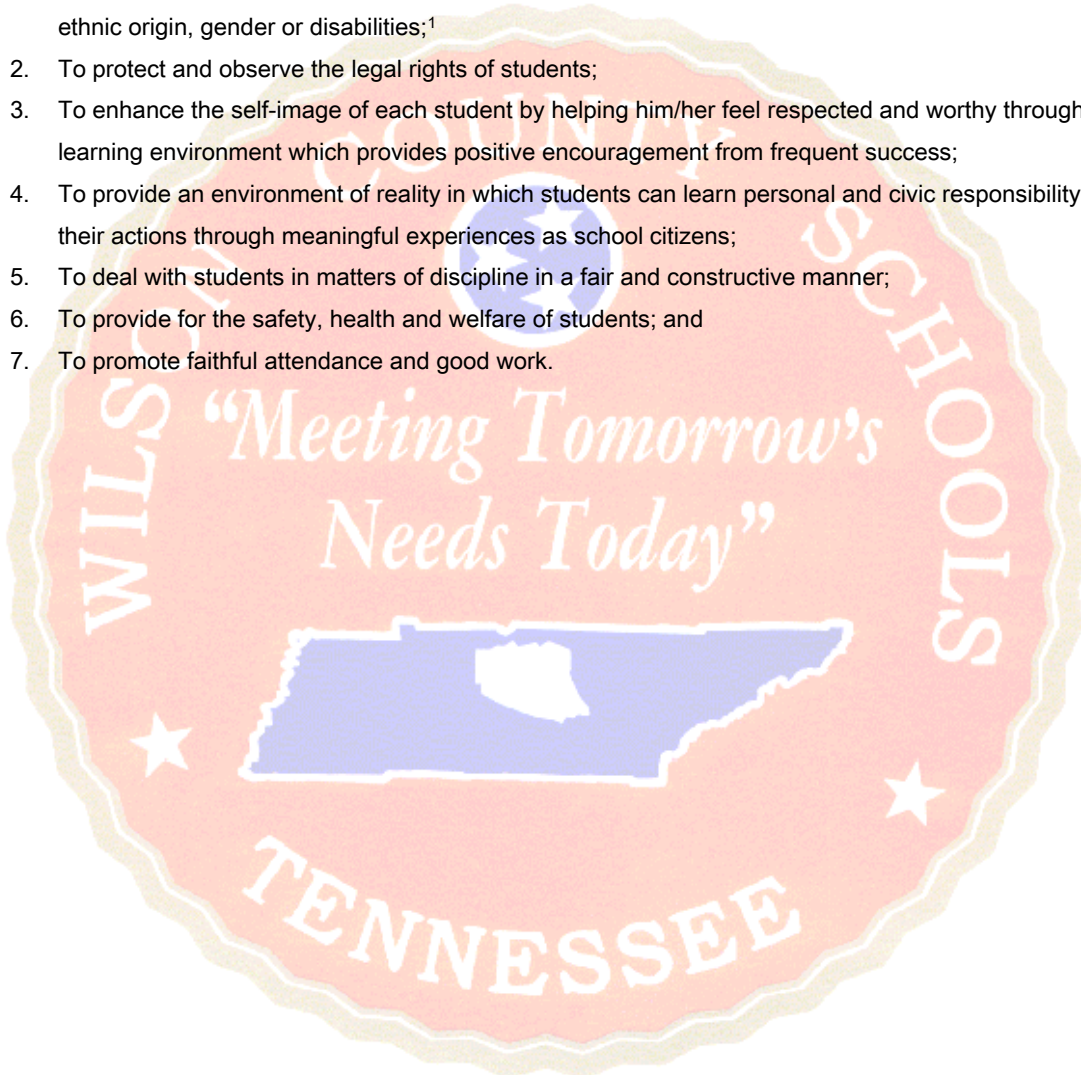 ethnic origin, gender or disabilities;¹
2. To protect and observe the legal rights of students;
3. To enhance the self-image of each student by helping him/her feel respected and worthy through
learning environment which provides positive encouragement from frequent success;
4. To provide an environment of reality in which students can learn personal and civic responsibility
their actions through meaningful experiences as school citizens;
5. To deal with students in matters of discipline in a fair and constructive manner;
6. To provide for the safety, health and welfare of students; and
7. To promote faithful attendance and good work.
WILSON COUNTY SCHOOLS
“Meeting Tomorrow's
Needs Today”
TENNESSEE